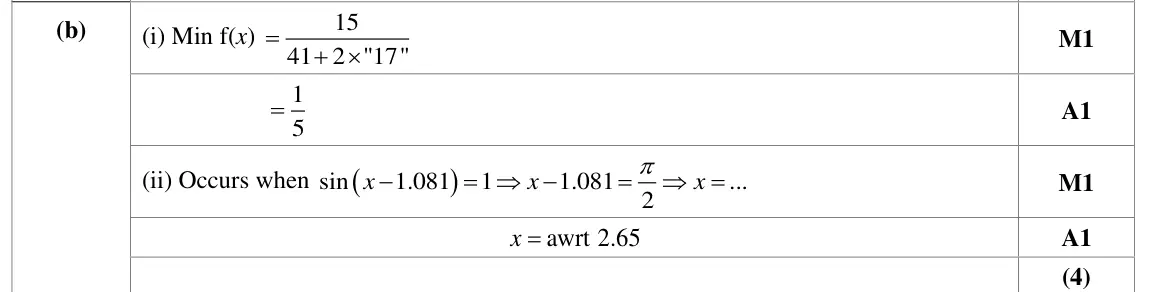 (b) (i) Min f(x) = 15 / (41 + 2 × "17") M1
= 1/5 A1
(ii) Occurs when sin(x − 1.081) = 1 ⇒ x − 1.081 = π/2 ⇒ x = ... M1
x = awrt 2.65 A1
(4)